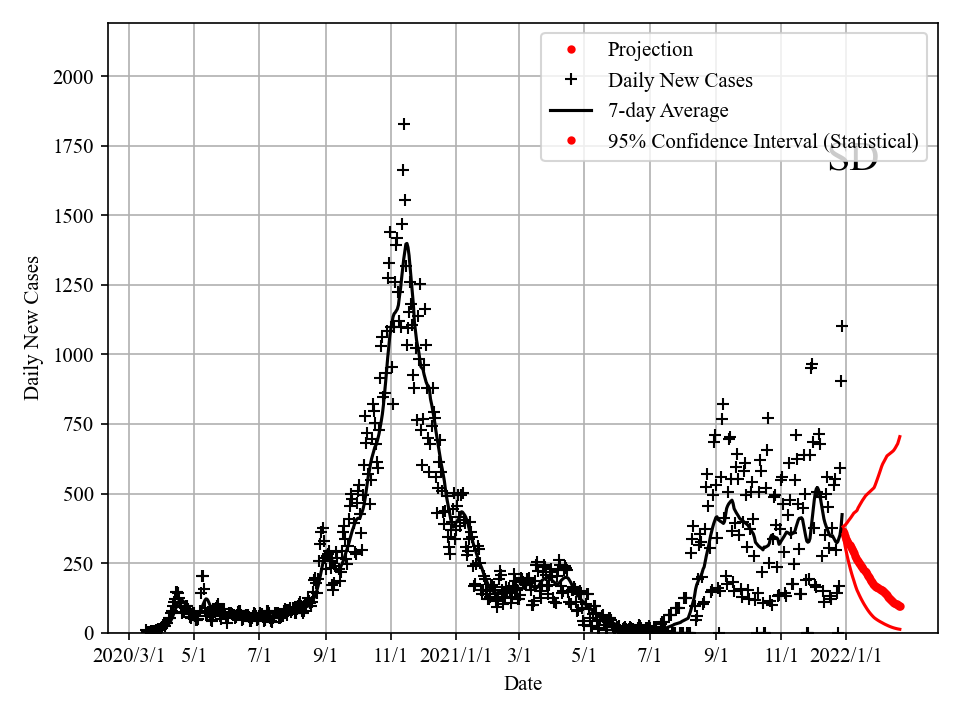 Projection
Daily New Cases
7-day Average
95% Confidence Interval (Statistical)
SD
Daily New Cases
2000
1750
1500
1250
1000
750
500
250
0
2020/3/1 5/1 7/1 9/1 11/1 2021/1/1 3/1 5/1 7/1 9/1 11/1 2022/1/1
Date